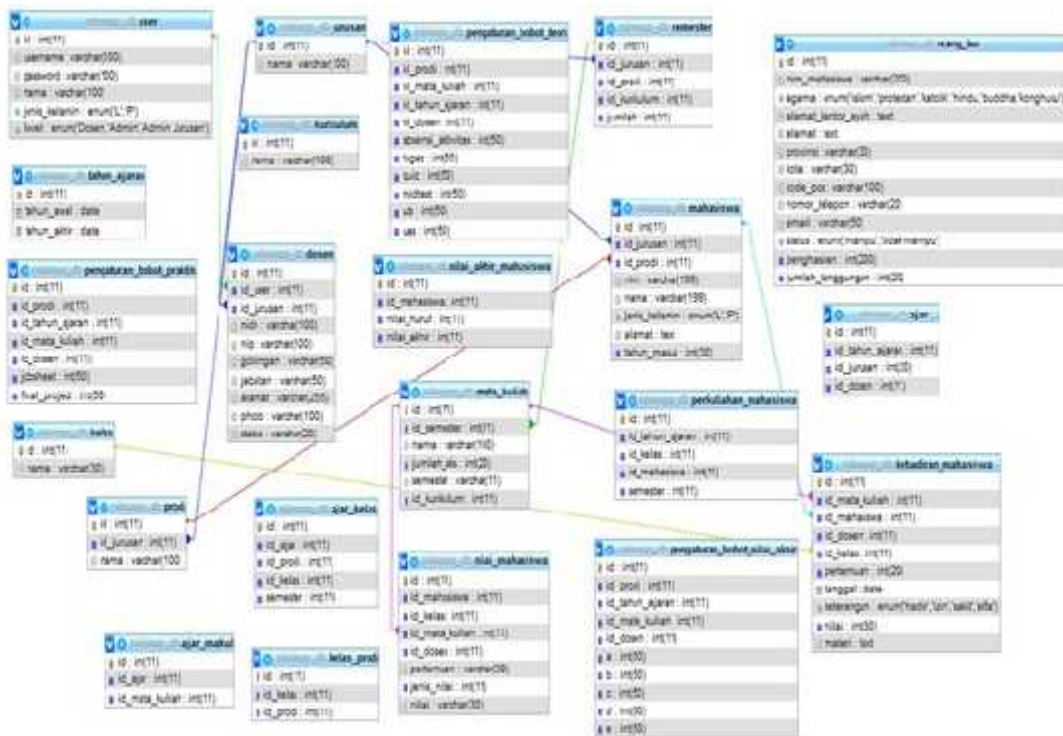 user
id : int(11)
username varchar(100)
password varchar(100)
nama : varchar(100
jenis_kelamin : enum('L','P')
level : enum('Dosen','Admin','Admin Jurusan')
tahun_ajaran
id : int(11)
tahun_awal : date
tahun_akhir : date
pengaturan_bobot_praktik
id : int(11)
id_prodi : int(11)
id_tahun_ajaran : int(11)
id_mata_kuliah : int(11)
id_dosen : int(11)
jobsheet : int(50)
final_project : int(50
kelas
id : int(11)
nama : varchar(30)
prodi
id : int(11)
id_jurusan : int(11)
nama : varchar(100
ajar_makul
id : int(11)
id_ajar : int(11)
id_mata_kuliah : int(11)
jurusan
id : int(11)
nama : varchar(100)
kurikulum
id : int(11)
nama : varchar(100)
dosen
id : int(11)
id_user : int(11)
id_jurusan : int(11)
nidn : varchar(100)
nip : varchar(100)
golongan : varchar(50)
jabatan : varchar(50)
alamat : varchar(255)
photo : varchar(100)
status : varchar(20)
ajar_kelas
id : int(11)
id_ajar : int(11)
id_prodi : int(11)
id_kelas : int(11)
semester : int(11)
kelas_prodi
id : int(11)
id_kelas : int(11)
id_prodi : int(11)
pengaturan_bobot_teori
id : int(11)
id_prodi : int(11)
id_mata_kuliah : int(11)
id_tahun_ajaran : int(11)
id_dosen : int(11)
absensi_aktivitas : int(50)
tugas : int(50)
quiz : int(50)
midtest : int(50)
uas : int(50)
nilai_akhir_mahasiswa
id : int(11)
id_mahasiswa : int(11)
nilai_huruf : int(11)
nilai_akhir : int(11)
mata_kuliah
id : int(11)
id_semester : int(11)
nama : varchar(100)
jumlah_sks : int(20)
semester : varchar(11)
id_kurikulum : int(11)
nilai_mahasiswa
id : int(11)
id_mahasiswa : int(11)
id_kelas : int(11)
id_mata_kuliah : int(11)
id_dosen : int(11)
pertemuan : varchar(30)
jenis_nilai : int(11)
nilai : varchar(30)
semester
id : int(11)
id_jurusan : int(11)
id_prodi : int(11)
id_kurikulum : int(11)
jumlah : int(11)
mahasiswa
id : int(11)
id_jurusan : int(11)
id_prodi : int(11)
nim : varchar(100)
nama : varchar(100)
jenis_kelamin : enum('L','P')
alamat : text
tahun_masuk : int(30)
perkuliahan_mahasiswa
id : int(11)
id_tahun_ajaran : int(11)
id_kelas : int(11)
id_mahasiswa : int(11)
semester : int(11)
pengaturan_bobot_nilai_akhir
id : int(11)
id_prodi : int(11)
id_tahun_ajaran : int(11)
id_mata_kuliah : int(11)
id_dosen : int(11)
a : int(50)
b : int(50)
c : int(50)
d : int(50)
e : int(50)
id : int(11)
nim_mahasiswa : varchar(30)
agama : enum('islam','protestan','katolik','hindu','buddha','konghucu')
alamat_kantor_ayah : text
alamat : text
provinsi varchar(30)
kota : varchar(30)
code_pos : varchar(100)
nomor_telepon : varchar(20
email : varchar(50
status : enum('mampu','tidak mampu')
penghasilan : int(200)
jumlah_tanggungan : int(20)
ajar
id : int(11)
id_tahun_ajaran : int(11)
id_jurusan : int(20)
id_dosen : int(11)
kehadiran_mahasiswa
id : int(11)
id_mata_kuliah : int(11)
id_mahasiswa : int(11)
id_dosen : int(11)
id_kelas : int(11)
pertemuan : int(20)
tanggal : date
keterangan : enum('hadir','izin','sakit','alfa')
nilai : int(30)
materi : text